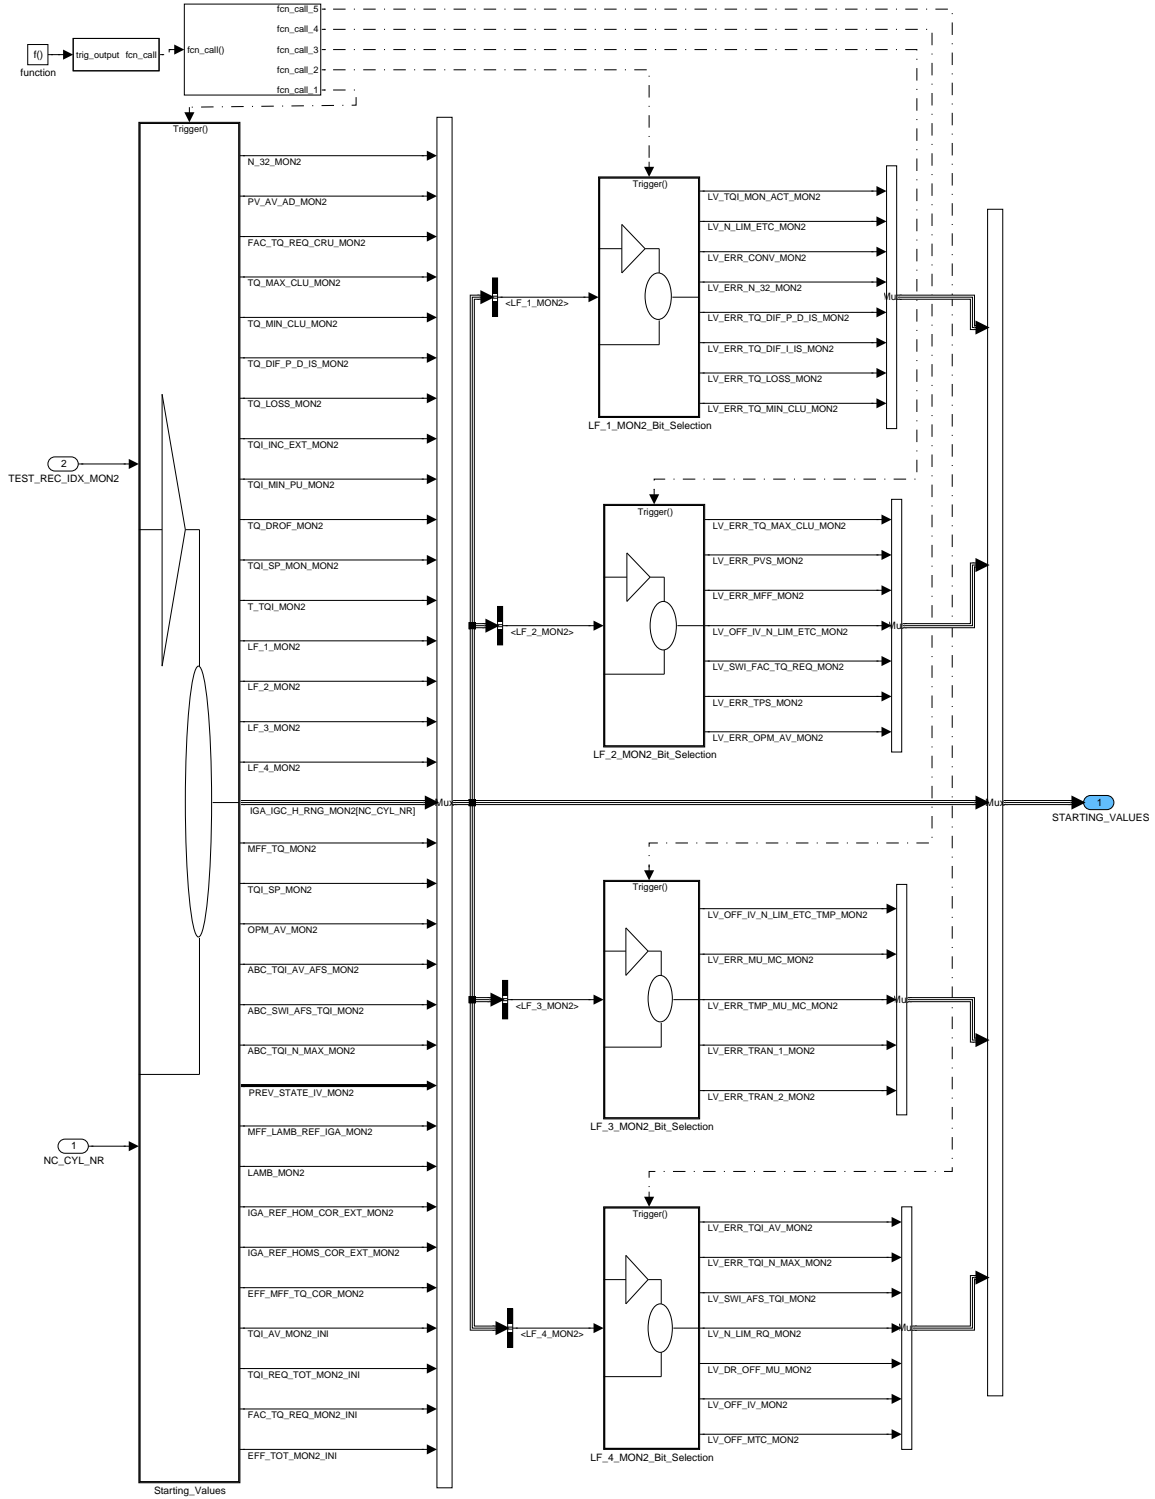 fcn_call_5
fcn_call_4
fcn_call_3
fcn_call_2
fcn_call_1
f()
function
trig_output fcn_call
fcn_call()
Trigger()
N_32_MON2
PV_AV_AD_MON2
FAC_TQ_REQ_CRU_MON2
TQ_MAX_CLU_MON2
TQ_MIN_CLU_MON2
TQ_DIF_P_D_IS_MON2
TQ_LOSS_MON2
TQI_INC_EXT_MON2
TQI_MIN_PU_MON2
TQ_DROF_MON2
TQI_SP_MON_MON2
T_TQI_MON2
LF_1_MON2
LF_2_MON2
LF_3_MON2
LF_4_MON2
IGA_IGC_H_RNG_MON2[NC_CYL_NR]
MFF_TQ_MON2
TQI_SP_MON2
OPM_AV_MON2
ABC_TQI_AV_AFS_MON2
ABC_SWI_AFS_TQI_MON2
ABC_TQI_N_MAX_MON2
PREV_STATE_IV_MON2
MFF_LAMB_REF_IGA_MON2
LAMB_MON2
IGA_REF_HOM_COR_EXT_MON2
IGA_REF_HOMS_COR_EXT_MON2
EFF_MFF_TQ_COR_MON2
TQI_AV_MON2_INI
TQI_REQ_TOT_MON2_INI
FAC_TQ_REQ_MON2_INI
EFF_TOT_MON2_INI
Starting_Values
2
TEST_REC_IDX_MON2
1
NC_CYL_NR
Mux
<LF_1_MON2>
Trigger()
LV_TQI_MON_ACT_MON2
LV_N_LIM_ETC_MON2
LV_ERR_CONV_MON2
LV_ERR_N_32_MON2
LV_ERR_TQ_DIF_P_D_IS_MON2
LV_ERR_TQ_DIF_I_IS_MON2
LV_ERR_TQ_LOSS_MON2
LV_ERR_TQ_MIN_CLU_MON2
Mux
LF_1_MON2_Bit_Selection
<LF_2_MON2>
Trigger()
LV_ERR_TQ_MAX_CLU_MON2
LV_ERR_PVS_MON2
LV_ERR_MFF_MON2
LV_OFF_IV_N_LIM_ETC_MON2
LV_SWI_FAC_TQ_REQ_MON2
LV_ERR_TPS_MON2
LV_ERR_OPM_AV_MON2
Mux
LF_2_MON2_Bit_Selection
Mux
1
STARTING_VALUES
<LF_3_MON2>
Trigger()
LV_OFF_IV_N_LIM_ETC_TMP_MON2
LV_ERR_MU_MC_MON2
LV_ERR_TMP_MU_MC_MON2
LV_ERR_TRAN_1_MON2
LV_ERR_TRAN_2_MON2
Mux
LF_3_MON2_Bit_Selection
<LF_4_MON2>
Trigger()
LV_ERR_TQI_AV_MON2
LV_ERR_TQI_N_MAX_MON2
LV_SWI_AFS_TQI_MON2
LV_N_LIM_RQ_MON2
LV_DR_OFF_MU_MON2
LV_OFF_IV_MON2
LV_OFF_MTC_MON2
Mux
LF_4_MON2_Bit_Selection